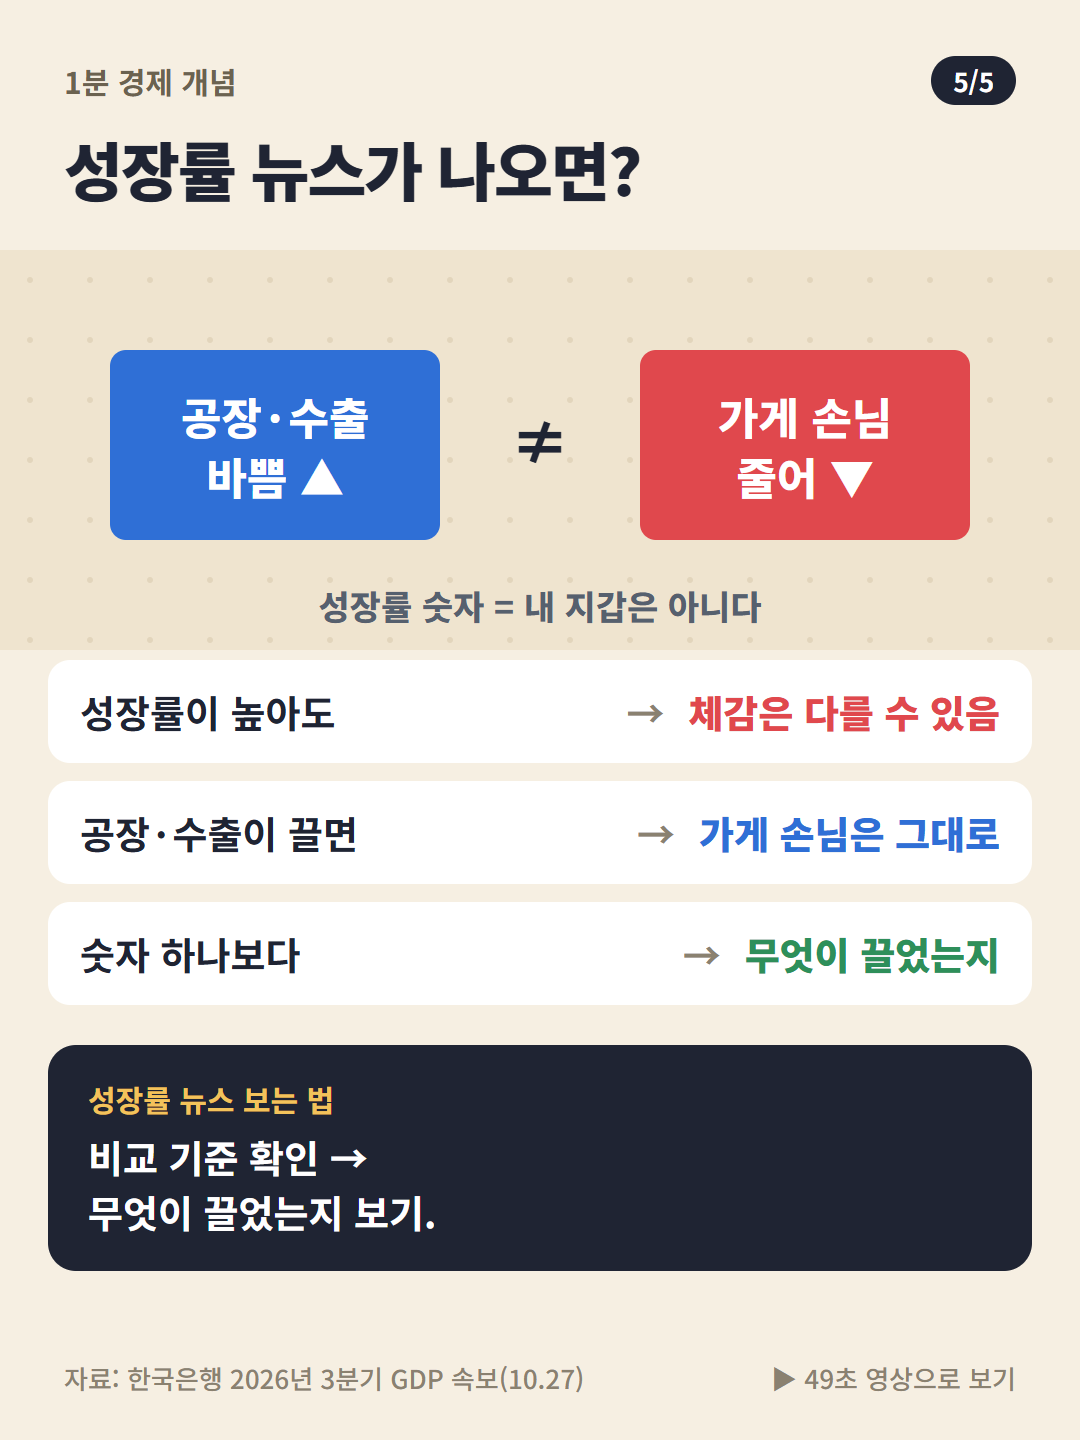 1분 경제 개념
5/5
성장률 뉴스가 나오면?
공장·수출
바쁨 ▲
≠
가게 손님
줄어 ▼
성장률 숫자 = 내 지갑은 아니다
성장률이 높아도 → 체감은 다를 수 있음
공장·수출이 끌면 → 가게 손님은 그대로
숫자 하나보다 → 무엇이 끌었는지
성장률 뉴스 보는 법
비교 기준 확인 →
무엇이 끌었는지 보기.
자료: 한국은행 2026년 3분기 GDP 속보(10.27)
▶ 49초 영상으로 보기